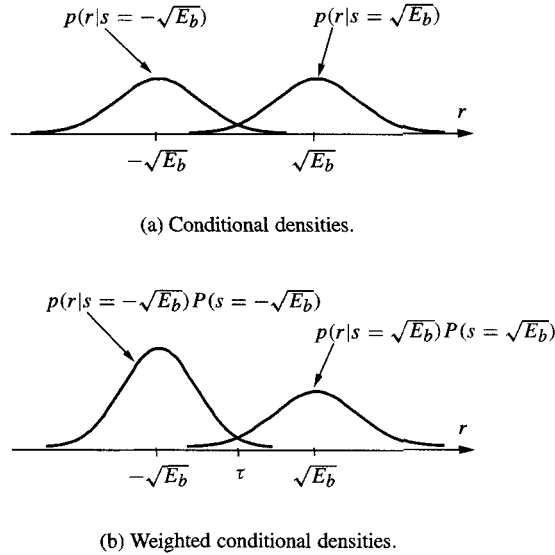 p(r|s = −√E_b)   p(r|s = √E_b)
r
−√E_b   √E_b
(a) Conditional densities.
p(r|s = −√E_b)P(s = −√E_b)
p(r|s = √E_b)P(s = √E_b)
r
−√E_b   τ   √E_b
(b) Weighted conditional densities.